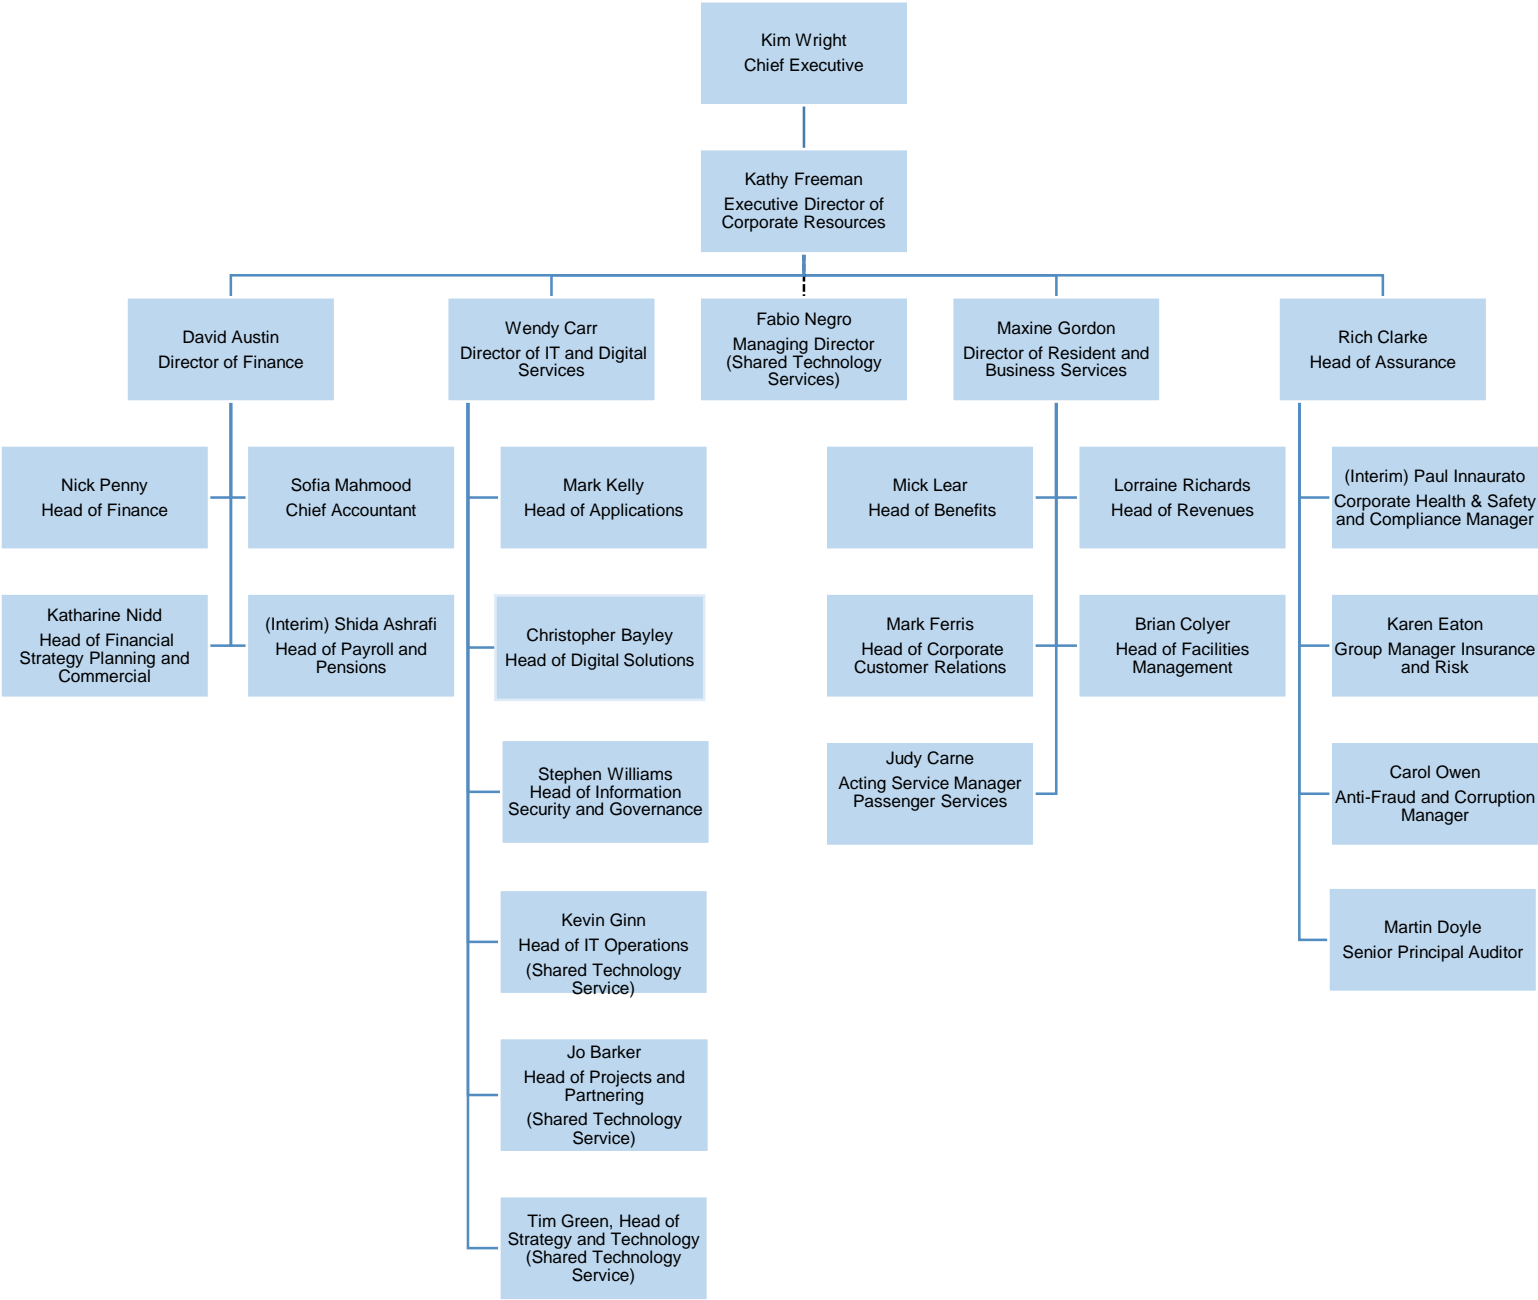 Kim Wright
Chief Executive
Kathy Freeman
Executive Director of
Corporate Resources
David Austin
Director of Finance
Wendy Carr
Director of IT and Digital
Services
Fabio Negro
Managing Director
(Shared Technology
Services)
Maxine Gordon
Director of Resident and
Business Services
Rich Clarke
Head of Assurance
Nick Penny
Head of Finance
Sofia Mahmood
Chief Accountant
Mark Kelly
Head of Applications
Mick Lear
Head of Benefits
Lorraine Richards
Head of Revenues
(Interim) Paul Innaurato
Corporate Health & Safety
and Compliance Manager
Katharine Nidd
Head of Financial
Strategy Planning and
Commercial
(Interim) Shida Ashrafi
Head of Payroll and
Pensions
Christopher Bayley
Head of Digital Solutions
Mark Ferris
Head of Corporate
Customer Relations
Brian Colyer
Head of Facilities
Management
Karen Eaton
Group Manager Insurance
and Risk
Stephen Williams
Head of Information
Security and Governance
Judy Carne
Acting Service Manager
Passenger Services
Carol Owen
Anti-Fraud and Corruption
Manager
Kevin Ginn
Head of IT Operations
(Shared Technology
Service)
Martin Doyle
Senior Principal Auditor
Jo Barker
Head of Projects and
Partnering
(Shared Technology
Service)
Tim Green, Head of
Strategy and Technology
(Shared Technology
Service)